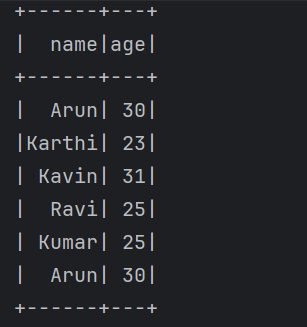 +------+---+
|  name|age|
+------+---+
|  Arun| 30|
|Karthi| 23|
| Kavin| 31|
|  Ravi| 25|
| Kumar| 25|
|  Arun| 30|
+------+---+